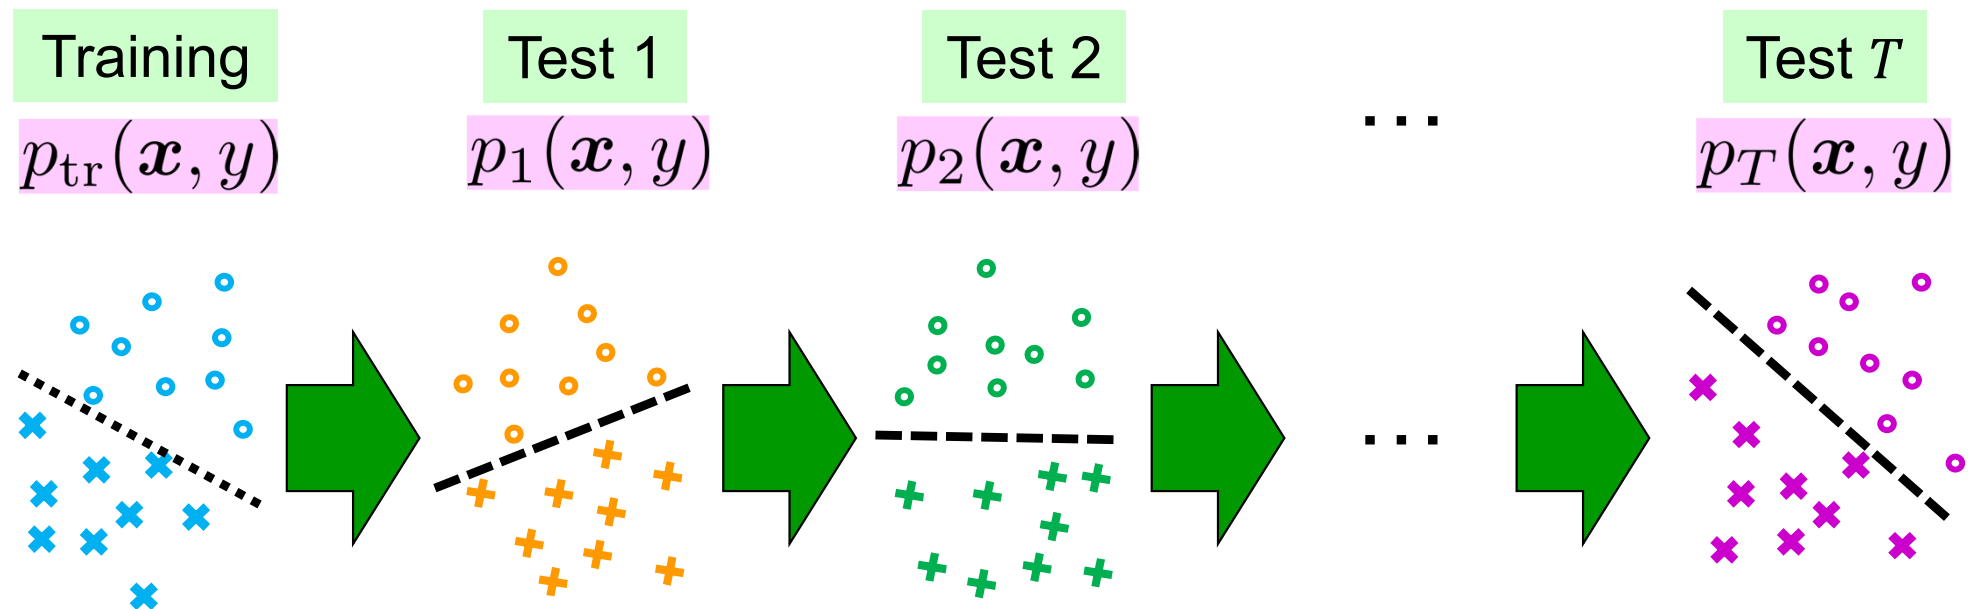 Training Test 1 Test 2 Test T
p_tr(x, y) p_1(x, y) p_2(x, y) ··· p_T(x, y)
···